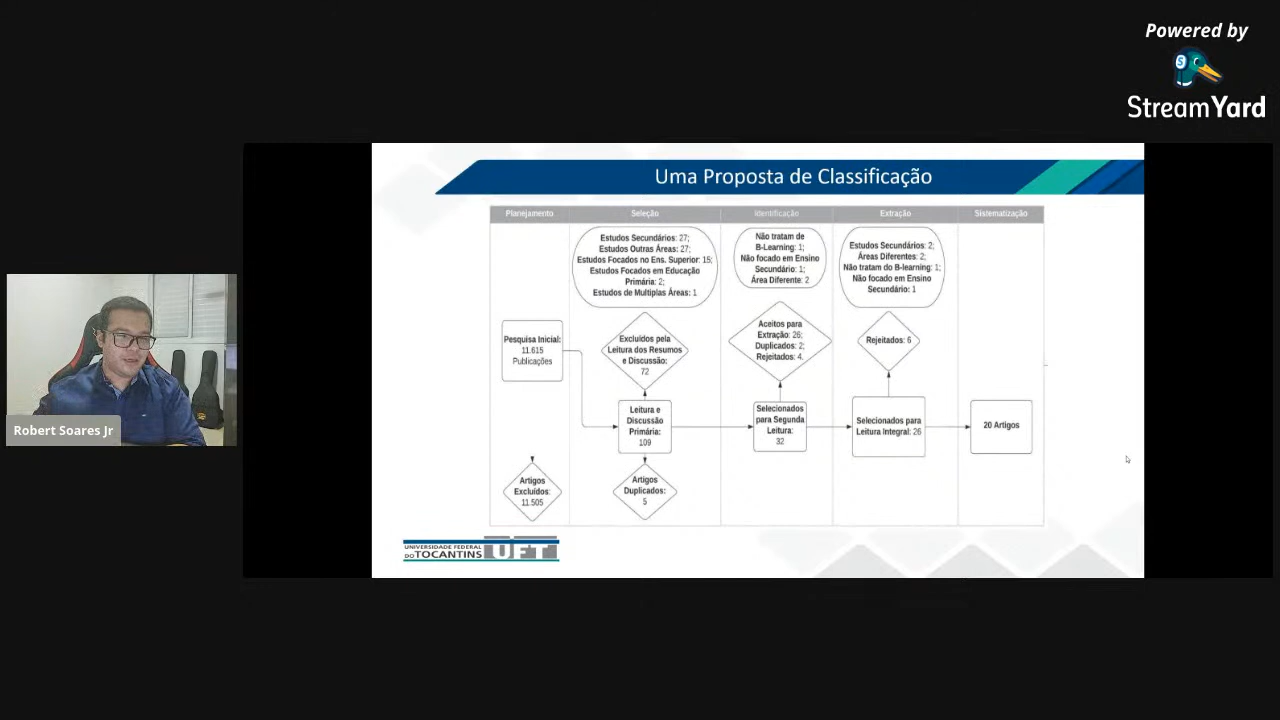 Powered by
StreamYard
Uma Proposta de Classificação
Planejamento
Seleção
Identificação
Extração
Sistematização
Estudos Secundários: 27;
Estudos Outras Áreas: 27;
Estudos Focados no Ens. Superior: 15;
Estudos Focados em Educação
Primária: 2;
Estudos de Multiplas Áreas: 1
Não tratam de
B-Learning: 1;
Não focado em Ensino
Secundário: 1;
Área Diferente: 2
Estudos Secundários: 2;
Áreas Diferentes: 2;
Não tratam do B-learning: 1;
Não focado em Ensino
Secundário: 1
Pesquisa Inicial:
11.615
Publicações
Excluídos pela
Leitura dos Resumos
e Discussão:
72
Aceitos para
Extração: 26;
Duplicados: 2;
Rejeitados: 4.
Rejeitados: 6
Leitura e
Discussão
Primária:
109
Selecionados
para Segunda
Leitura:
32
Selecionados para
Leitura Integral: 26
20 Artigos
Artigos
Excluídos:
11.505
Artigos
Duplicados:
5
UNIVERSIDADE FEDERAL
DO TOCANTINS
UFT
Robert Soares Jr